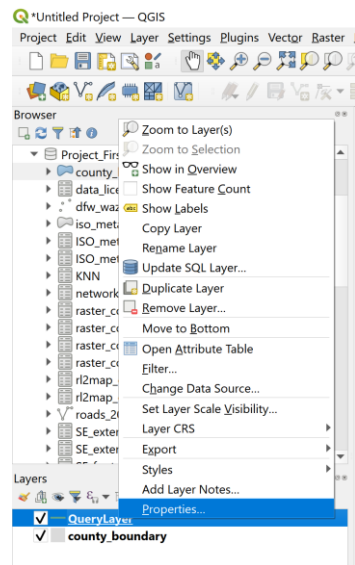 *Untitled Project — QGIS
Project Edit View Layer Settings Plugins Vector Raster
Browser
Project_Firs
county_
data_lice
dfw_waz
iso_meta
ISO_met
ISO_met
KNN
network
raster_co
raster_co
raster_co
raster_co
rl2map_
rl2map_
roads_20
SE_exter
SE_exter
Zoom to Layer(s)
Zoom to Selection
Show in Overview
Show Feature Count
abc Show Labels
Copy Layer
Rename Layer
Update SQL Layer...
Duplicate Layer
Remove Layer...
Move to Bottom
Open Attribute Table
Filter...
Change Data Source...
Set Layer Scale Visibility...
Layer CRS
Export
Styles
Add Layer Notes...
Properties...
Layers
QueryLayer
county_boundary